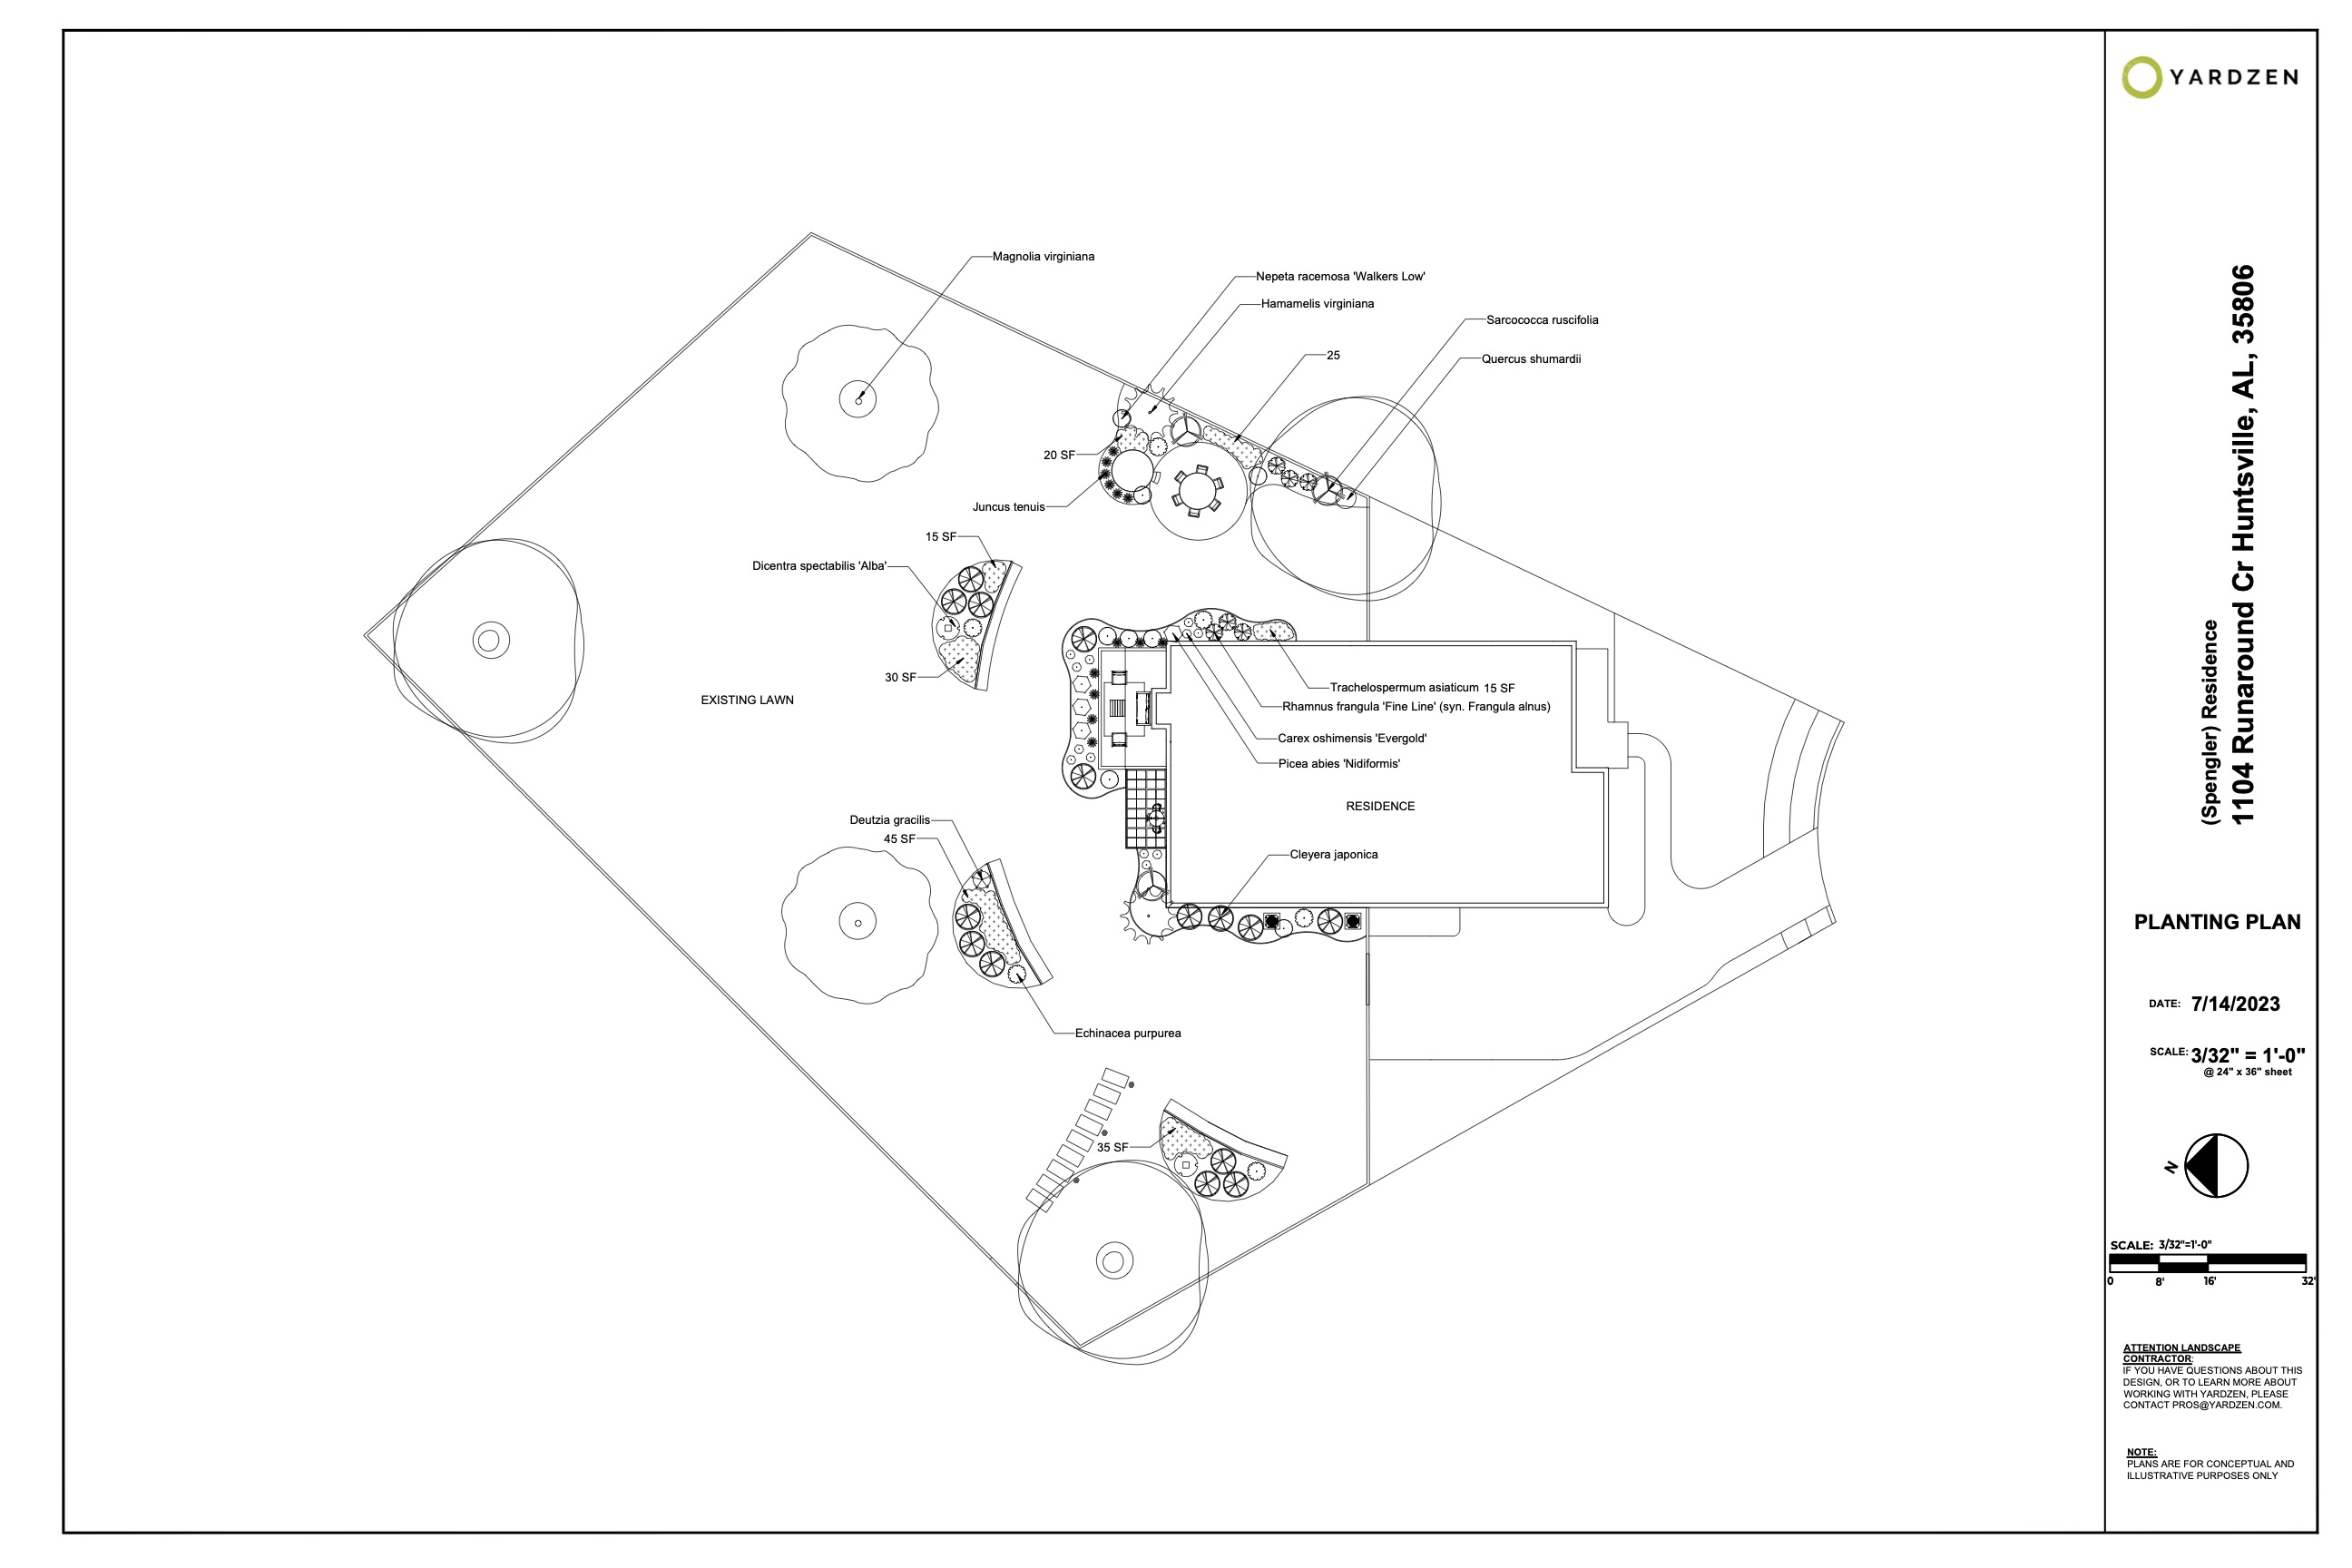 YARDZEN
Magnolia virginiana
Nepeta racemosa 'Walkers Low'
Hamamelis virginiana
Sarcococca ruscifolia
25
Quercus shumardii
20 SF
Juncus tenuis
15 SF
Dicentra spectabilis 'Alba'
30 SF
EXISTING LAWN
Trachelospermum asiaticum 15 SF
Rhamnus frangula 'Fine Line' (syn. Frangula alnus)
Carex oshimensis 'Evergold'
Picea abies 'Nidiformis'
RESIDENCE
Deutzia gracilis
45 SF
Cleyera japonica
Echinacea purpurea
35 SF
(Spengler) Residence
1104 Runaround Cr Huntsville, AL, 35806
PLANTING PLAN
DATE: 7/14/2023
SCALE: 3/32" = 1'-0"
@ 24" x 36" sheet
N
SCALE: 3/32"=1'-0"
0 8' 16' 32'
ATTENTION LANDSCAPE
CONTRACTOR:
IF YOU HAVE QUESTIONS ABOUT THIS
DESIGN, OR TO LEARN MORE ABOUT
WORKING WITH YARDZEN, PLEASE
CONTACT PROS@YARDZEN.COM.
NOTE:
PLANS ARE FOR CONCEPTUAL AND
ILLUSTRATIVE PURPOSES ONLY